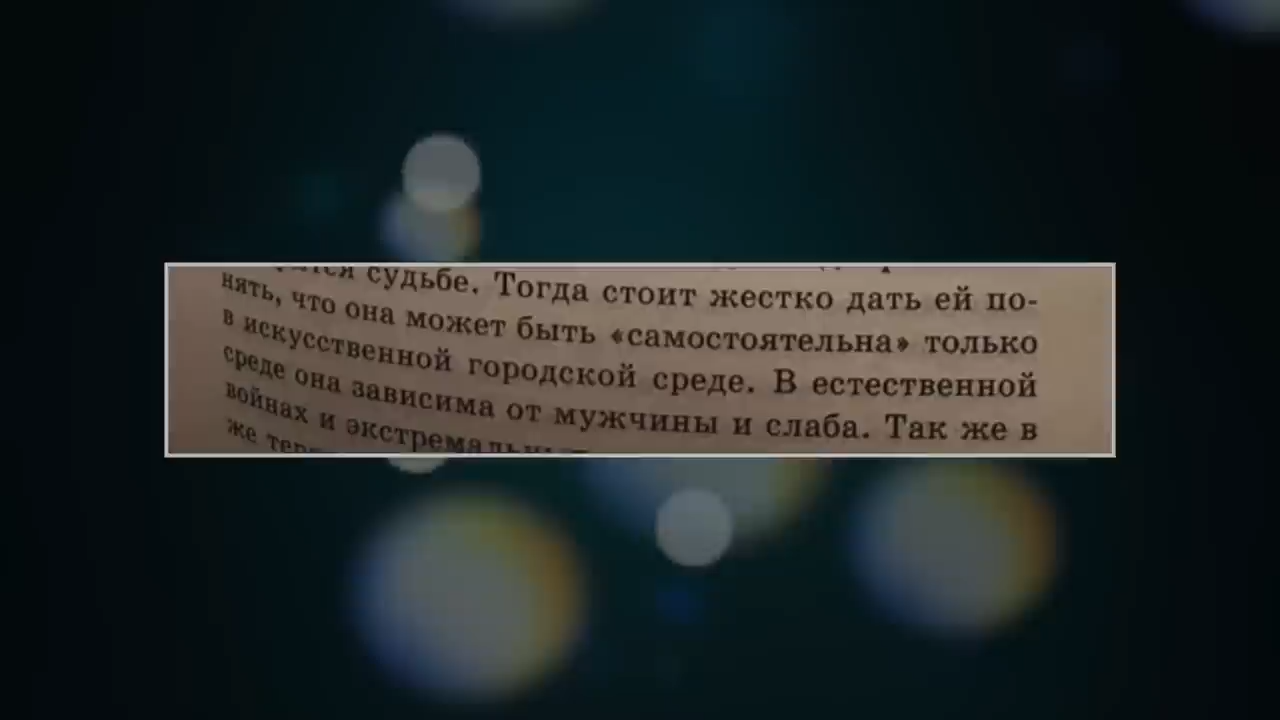 судьбе. Тогда стоит жестко дать ей по-
нять, что она может быть «самостоятельна» только
в искусственной городской среде. В естественной
среде она зависима от мужчины и слаба. Так же в
войнах и
же